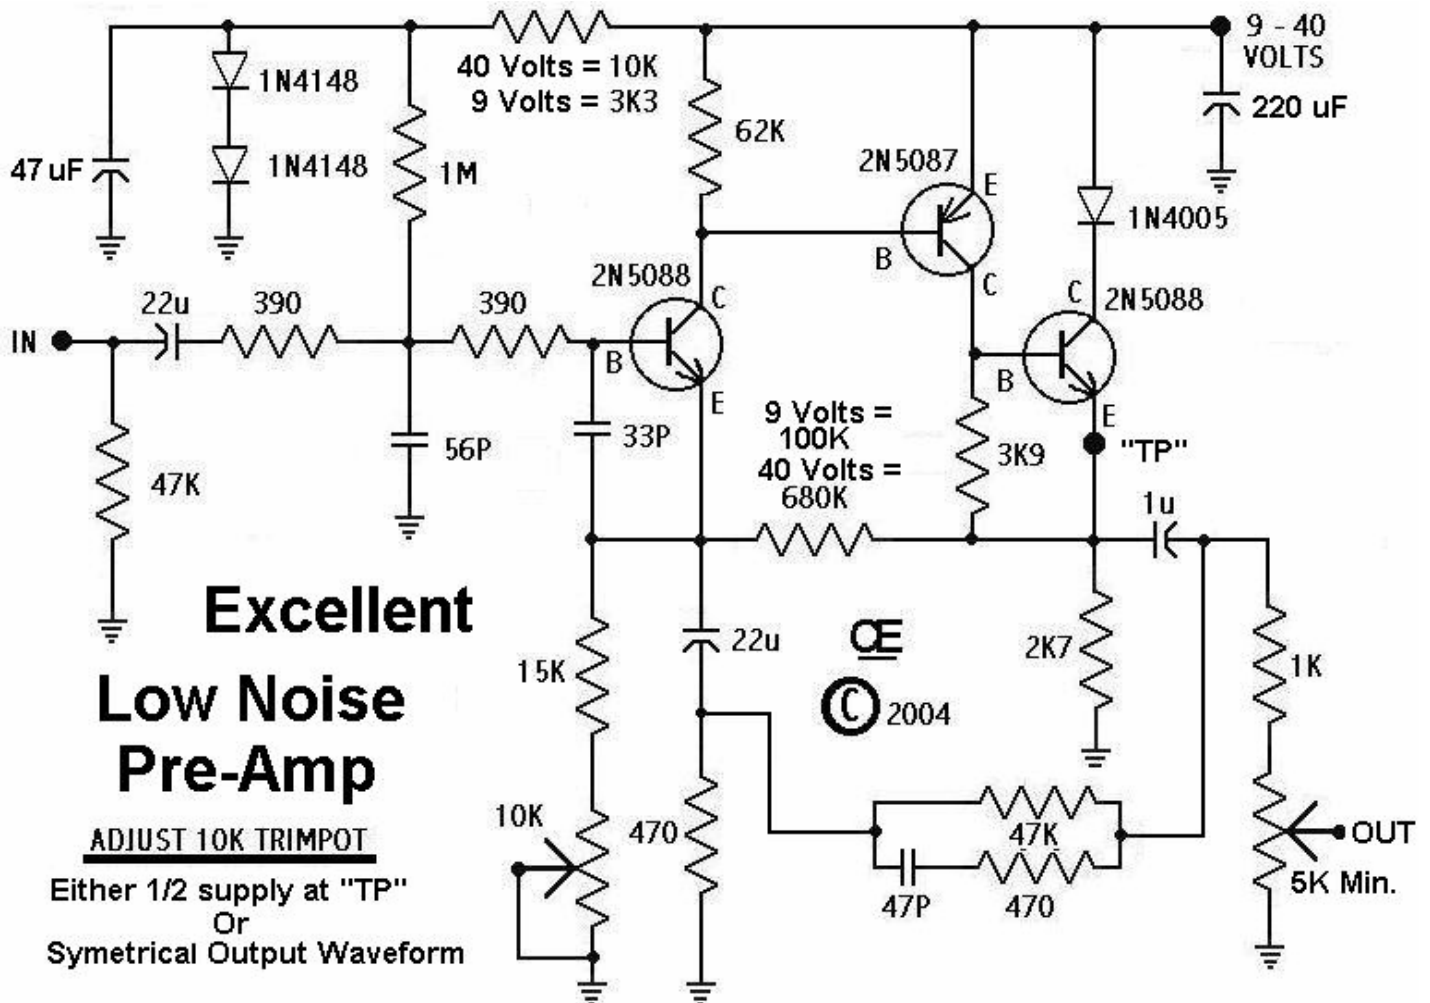 9 - 40
VOLTS
40 Volts = 10K
9 Volts = 3K3
1N4148
1N4148
47uF
1M
62K
2N5087
E
B
C
220 uF
1N4005
2N5088
C
B
E
2N5088
C
B
E
22u
390
390
IN
47K
56P
33P
9 Volts =
100K
40 Volts =
680K
3K9
"TP"
1u
Excellent
Low Noise
Pre-Amp
15K
22u
CE
C 2004
2K7
1K
10K
470
47K
47P
470
OUT
5K Min.
ADJUST 10K TRIMPOT
Either 1/2 supply at "TP"
Or
Symetrical Output Waveform